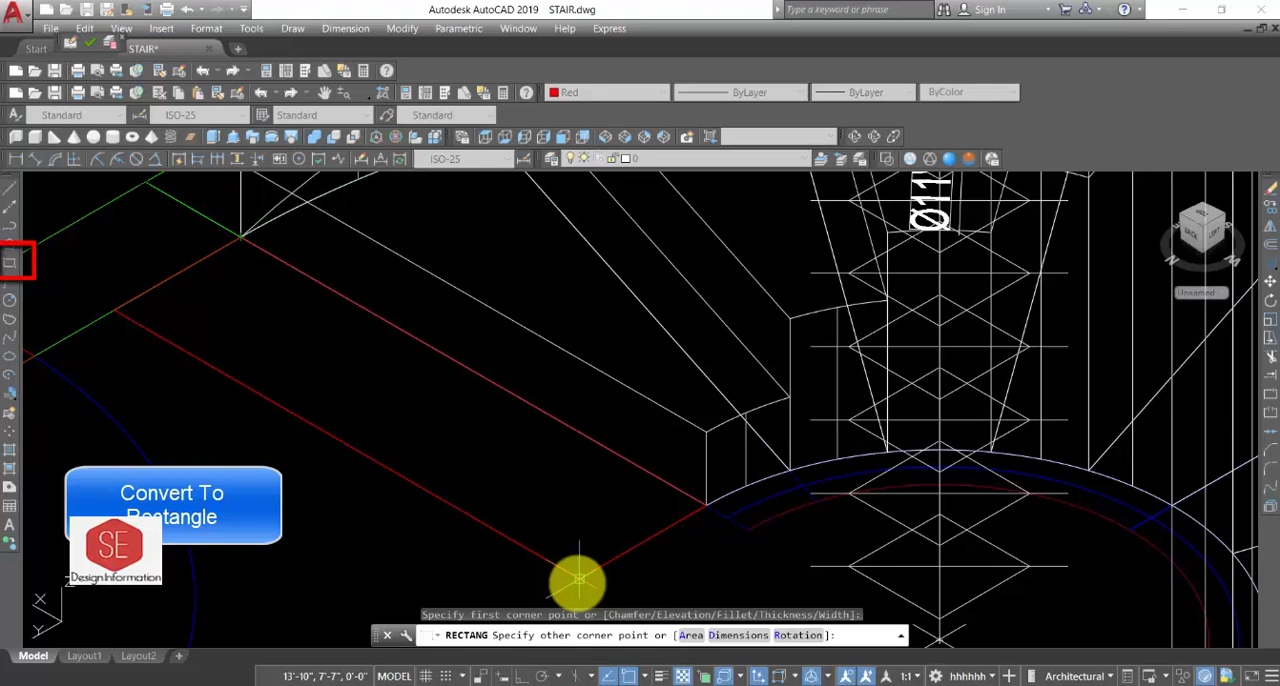 Autodesk AutoCAD 2019 STAIR.dwg
Type a keyword or phrase
Sign In
File Edit View Insert Format Tools Draw Dimension Modify Parametric Window Help Express
Start
STAIR*
Red
ByLayer
ByLayer
ByColor
Standard
ISO-25
Standard
Standard
ISO-25
0
Ø11
BACK
LEFT
N
W
Unnamed
Convert To
Rectangle
SE
Design Information
Z
X
Y
Specify first corner point or [Chamfer/Elevation/Fillet/Thickness/Width]:
RECTANG Specify other corner point or [Area Dimensions Rotation]:
Model Layout1 Layout2 +
13'-10", 7'-7", 0'-0" MODEL
1:1
hhhhhh
Architectural